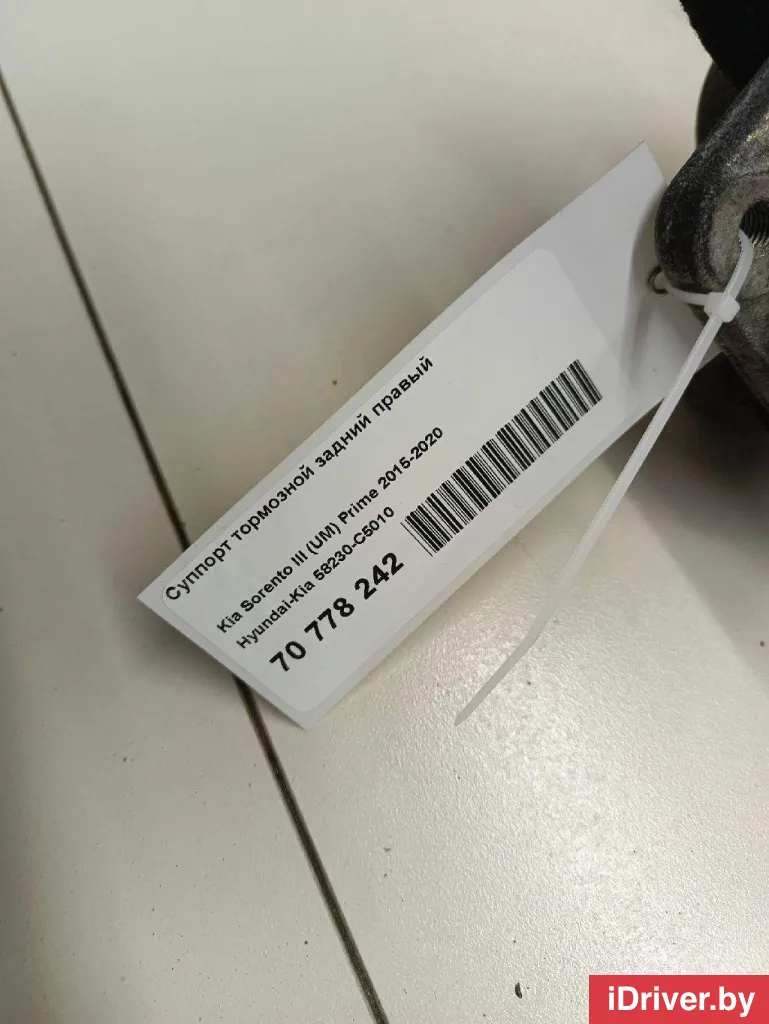 Суппорт тормозной задний правый
Kia Sorento III (UM) Prime 2015-2020
Hyundai-Kia 58230-C5010
70 778 242
iDriver.by